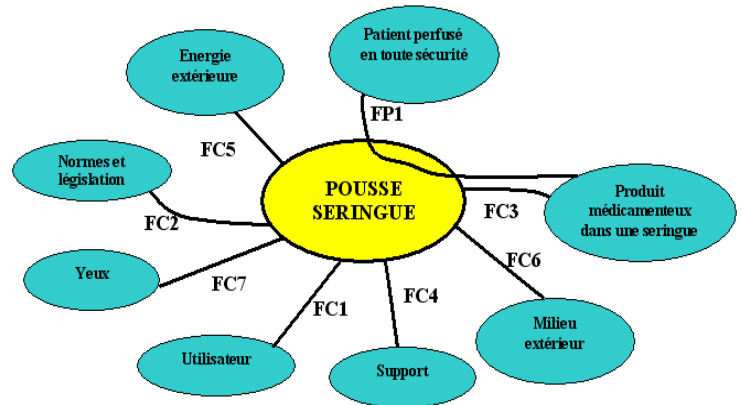 Patient perfusé
en toute sécurité
Energie
extérieure
FP1
FC5
Normes et
législation
POUSSE
SERINGUE
Produit
médicamenteux
dans une seringue
FC3
FC2
FC6
Yeux
FC7
FC4
FC1
Milieu
extérieur
Utilisateur
Support